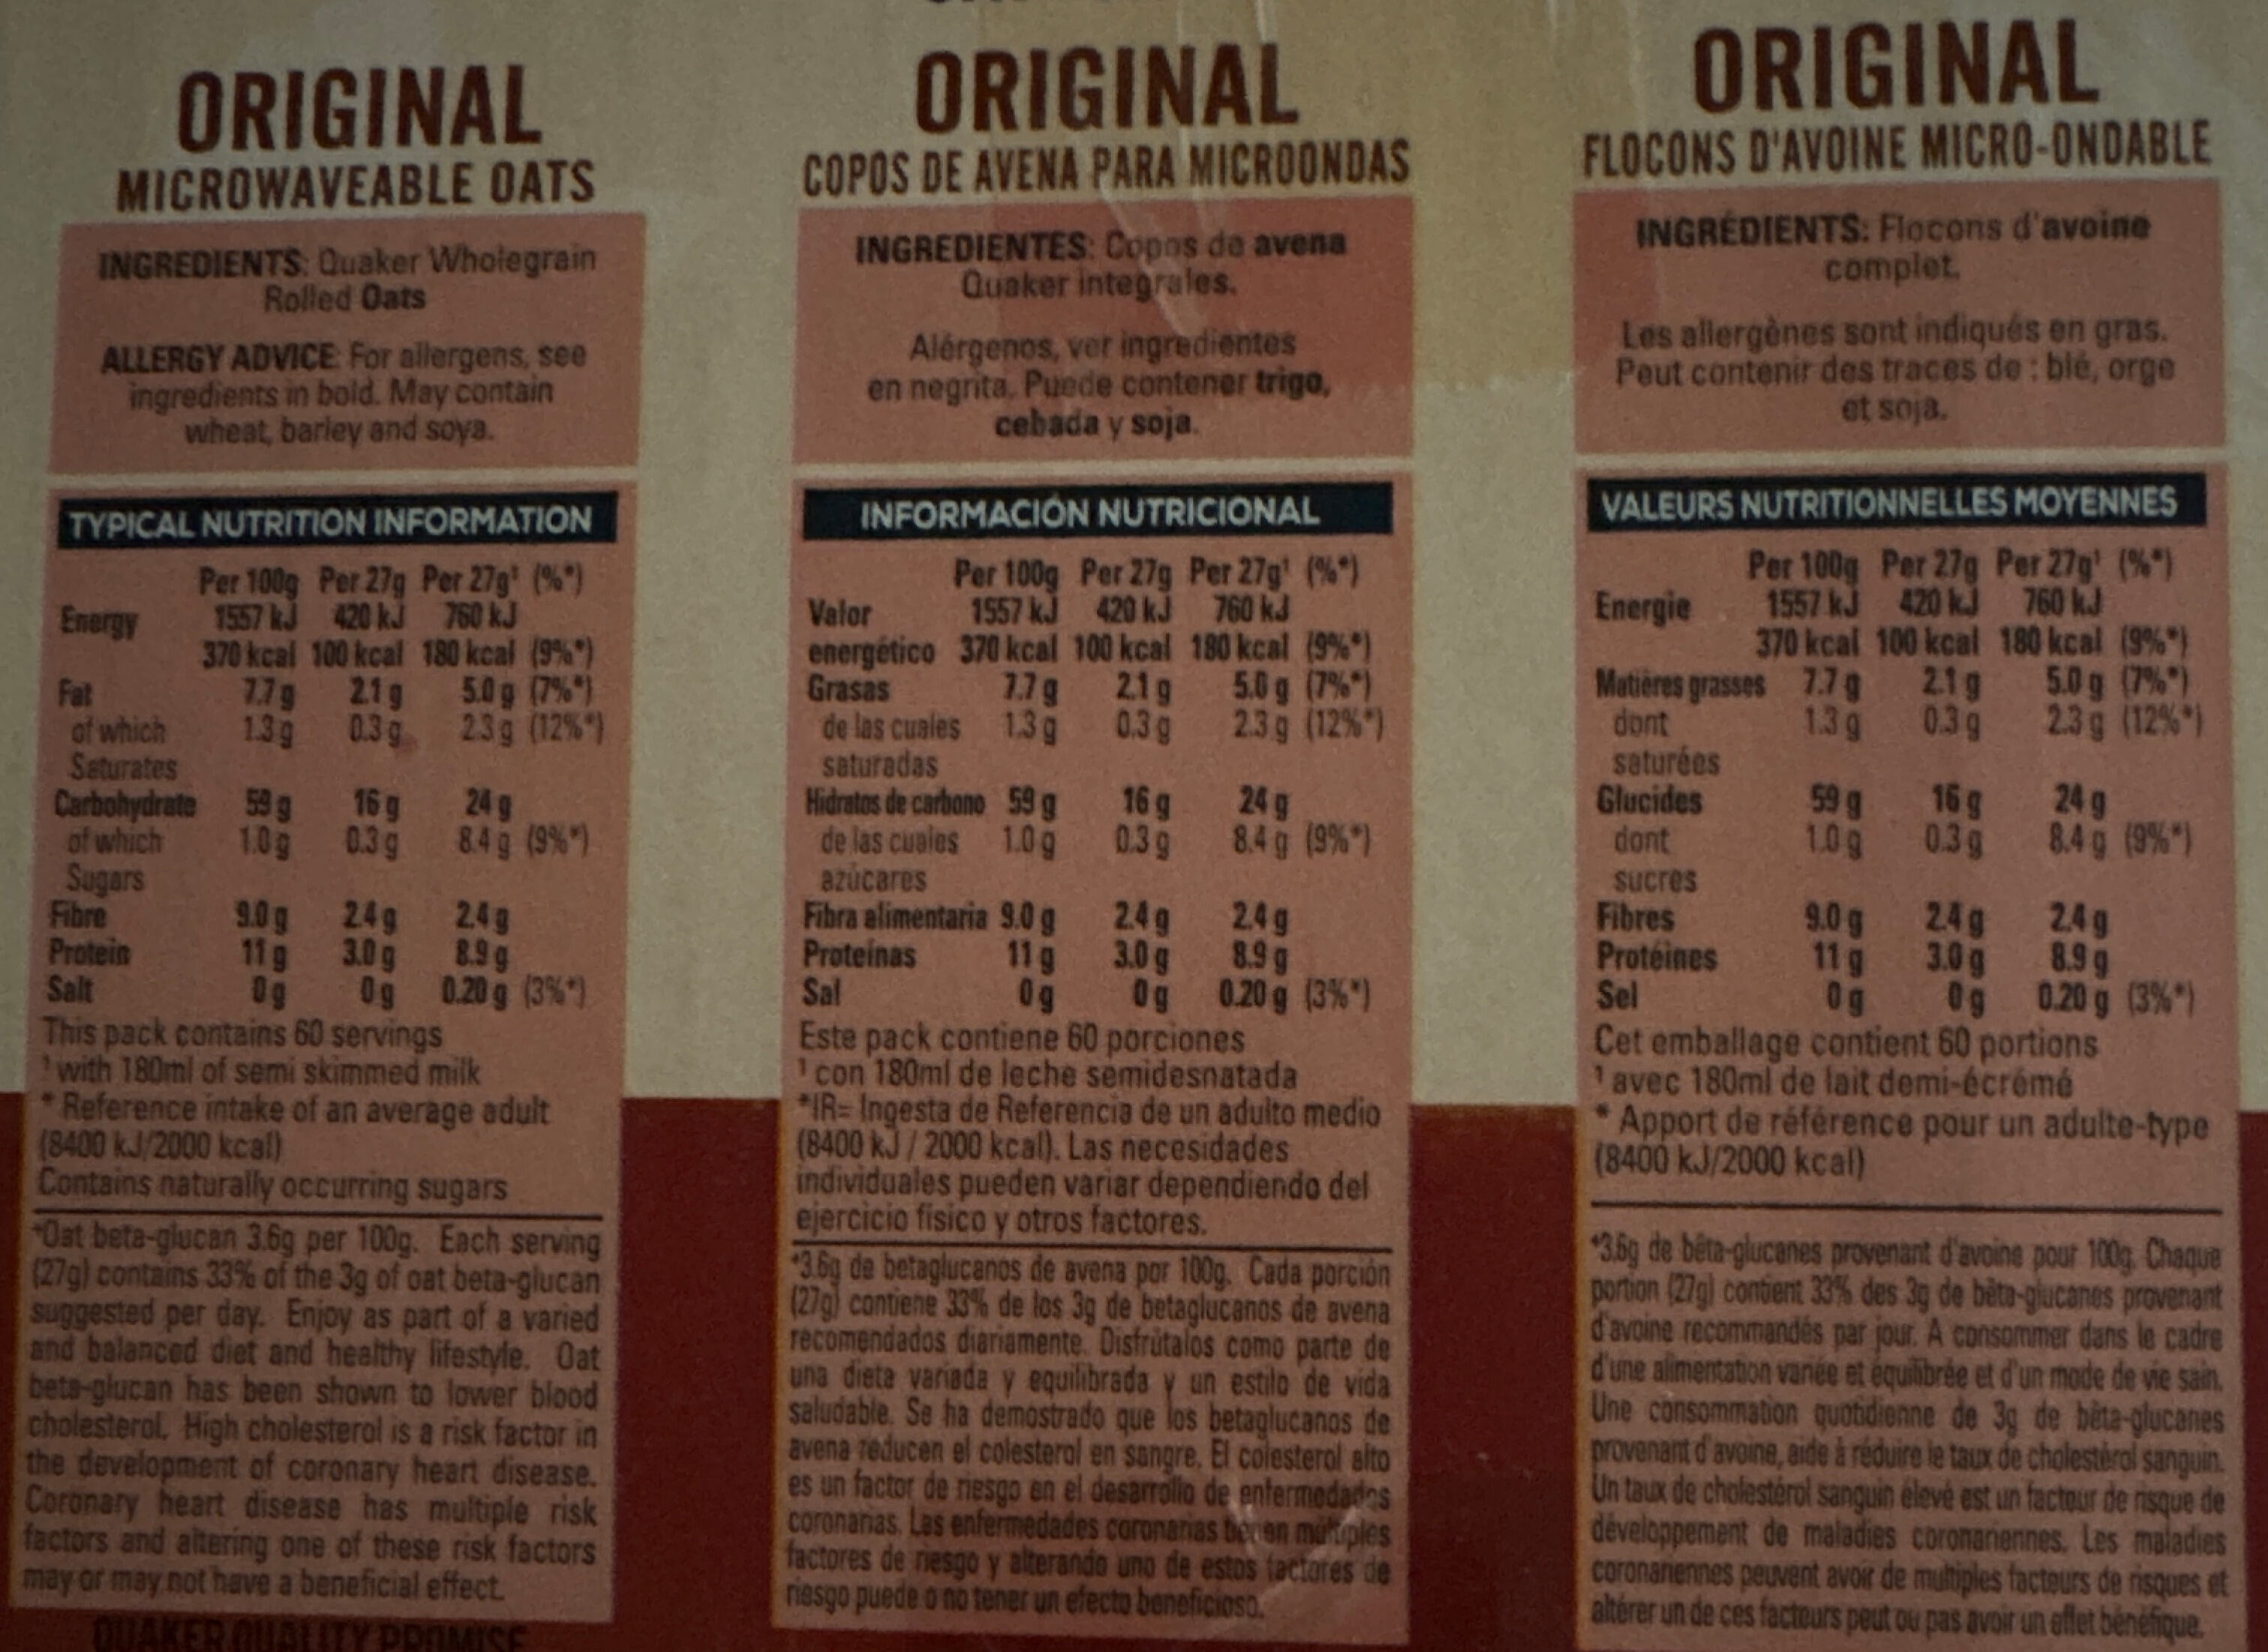 ORIGINAL
MICROWAVEABLE OATS
INGREDIENTS: Quaker Wholegrain
Rolled Oats
ALLERGY ADVICE: For allergens, see
ingredients in bold. May contain
wheat, barley and soya.
TYPICAL NUTRITION INFORMATION
Per 100g Per 27g Per 27g¹ (%*)
Energy 1557 kJ 420 kJ 760 kJ
370 kcal 100 kcal 180 kcal (9%*)
Fat 7.7 g 2.1 g 5.0 g (7%*)
of which 1.3 g 0.3 g 2.3 g (12%*)
Saturates
Carbohydrate 59 g 16 g 24 g
of which 1.0 g 0.3 g 8.4 g (9%*)
Sugars
Fibre 9.0 g 2.4 g 2.4 g
Protein 11 g 3.0 g 8.9 g
Salt 0 g 0 g 0.20 g (3%*)
This pack contains 60 servings
¹ with 180ml of semi skimmed milk
* Reference intake of an average adult
(8400 kJ/2000 kcal)
Contains naturally occurring sugars
*Oat beta-glucan 3.6g per 100g. Each serving
(27g) contains 33% of the 3g of oat beta-glucan
suggested per day. Enjoy as part of a varied
and balanced diet and healthy lifestyle. Oat
beta-glucan has been shown to lower blood
cholesterol. High cholesterol is a risk factor in
the development of coronary heart disease.
Coronary heart disease has multiple risk
factors and altering one of these risk factors
may or may not have a beneficial effect.
QUAKER QUALITY PROMISE
ORIGINAL
COPOS DE AVENA PARA MICROONDAS
INGREDIENTES: Copos de avena
Quaker integrales.
Alérgenos, ver ingredientes
en negrita. Puede contener trigo,
cebada y soja.
INFORMACIÓN NUTRICIONAL
Per 100g Per 27g Per 27g¹ (%*)
Valor 1557 kJ 420 kJ 760 kJ
energético 370 kcal 100 kcal 180 kcal (9%*)
Grasas 7.7 g 2.1 g 5.0 g (7%*)
de las cuales 1.3 g 0.3 g 2.3 g (12%*)
saturadas
Hidratos de carbono 59 g 16 g 24 g
de las cuales 1.0 g 0.3 g 8.4 g (9%*)
azúcares
Fibra alimentaria 9.0 g 2.4 g 2.4 g
Proteínas 11 g 3.0 g 8.9 g
Sal 0 g 0 g 0.20 g (3%*)
Este pack contiene 60 porciones
¹ con 180ml de leche semidesnatada
*IR= Ingesta de Referencia de un adulto medio
(8400 kJ / 2000 kcal). Las necesidades
individuales pueden variar dependiendo del
ejercicio físico y otros factores.
*3.6g de betaglucanos de avena por 100g. Cada porción
(27g) contiene 33% de los 3g de betaglucanos de avena
recomendados diariamente. Disfrútalos como parte de
una dieta variada y equilibrada y un estilo de vida
saludable. Se ha demostrado que los betaglucanos de
avena reducen el colesterol en sangre. El colesterol alto
es un factor de riesgo en el desarrollo de enfermedades
coronarias. Las enfermedades coronarias tienen múltiples
factores de riesgo y alterando uno de estos factores de
riesgo puede o no tener un efecto beneficioso.
ORIGINAL
FLOCONS D'AVOINE MICRO-ONDABLE
INGRÉDIENTS: Flocons d'avoine
complet.
Les allergènes sont indiqués en gras.
Peut contenir des traces de : blé, orge
et soja.
VALEURS NUTRITIONNELLES MOYENNES
Per 100g Per 27g Per 27g¹ (%*)
Energie 1557 kJ 420 kJ 760 kJ
370 kcal 100 kcal 180 kcal (9%*)
Matières grasses 7.7 g 2.1 g 5.0 g (7%*)
dont 1.3 g 0.3 g 2.3 g (12%*)
saturées
Glucides 59 g 16 g 24 g
dont 1.0 g 0.3 g 8.4 g (9%*)
sucres
Fibres 9.0 g 2.4 g 2.4 g
Protéines 11 g 3.0 g 8.9 g
Sel 0 g 0 g 0.20 g (3%*)
Cet emballage contient 60 portions
¹ avec 180ml de lait demi-écrémé
* Apport de référence pour un adulte-type
(8400 kJ/2000 kcal)
*3.6g de bêta-glucanes provenant d'avoine pour 100g. Chaque
portion (27g) contient 33% des 3g de bêta-glucanes provenant
d'avoine recommandés par jour. A consommer dans le cadre
d'une alimentation variée et équilibrée et d'un mode de vie sain.
Une consommation quotidienne de 3g de bêta-glucanes
provenant d'avoine, aide à réduire le taux de cholestérol sanguin.
Un taux de cholestérol sanguin élevé est un facteur de risque de
développement de maladies coronariennes. Les maladies
coronariennes peuvent avoir de multiples facteurs de risques et
altérer un de ces facteurs peut ou pas avoir un effet bénéfique.